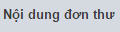 Nội dung đơn thư